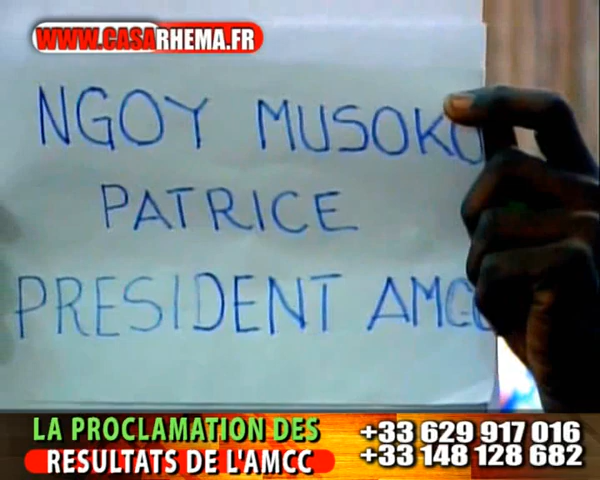 WWW.CASARHEMA.FR
NGOY MUSOKO
PATRICE
PRESIDENT AMCC
LA PROCLAMATION DES
RESULTATS DE L'AMCC
+33 629 917 016
+33 148 128 682